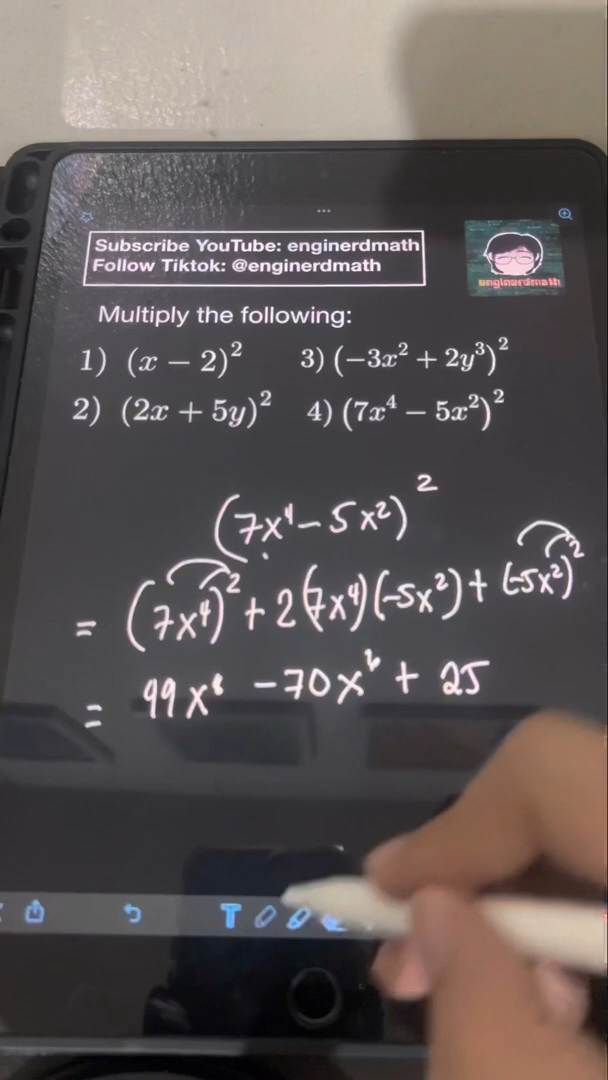 Subscribe YouTube: enginerdmath
Follow Tiktok: @enginerdmath
enginerdmath
Multiply the following:
1) (x − 2)² 3) (−3x² + 2y³)²
2) (2x + 5y)² 4) (7x⁴ − 5x²)²
(7x⁴ − 5x²)²
= (7x⁴)² + 2(7x⁴)(−5x²) + (−5x²)²
= 99x⁸ − 70x⁶ + 25
T